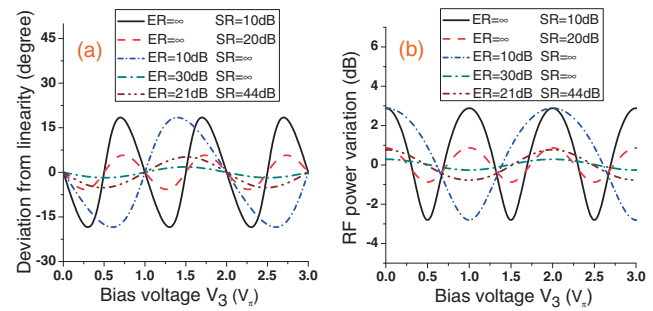 (a)
ER=∞ SR=10dB
ER=∞ SR=20dB
ER=10dB SR=∞
ER=30dB SR=∞
ER=21dB SR=44dB
Deviation from linearity (degree)
45
30
15
0
-15
-30
0.0 0.5 1.0 1.5 2.0 2.5 3.0
Bias voltage V3 (Vπ)
(b)
ER=∞ SR=10dB
ER=∞ SR=20dB
ER=10dB SR=∞
ER=30dB SR=∞
ER=21dB SR=44dB
RF power variation (dB)
6
4
2
0
-2
-4
0.0 0.5 1.0 1.5 2.0 2.5 3.0
Bias voltage V3 (Vπ)